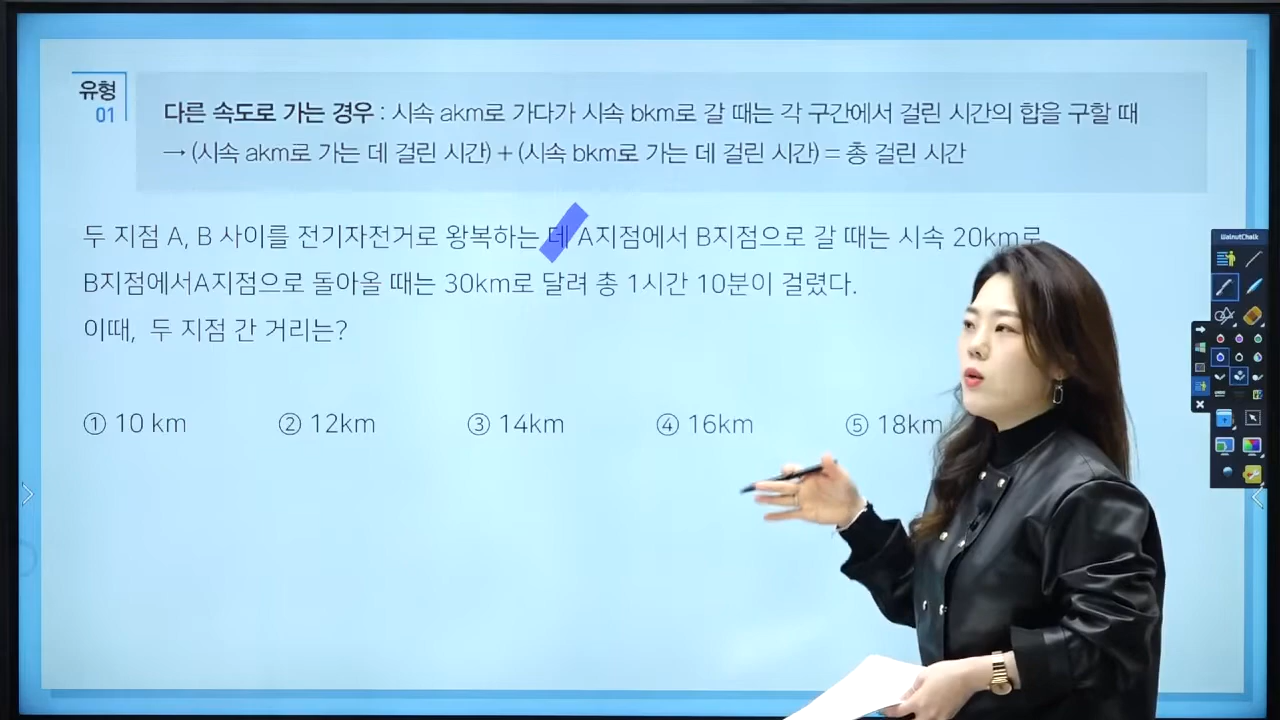 유형
01
다른 속도로 가는 경우 : 시속 akm로 가다가 시속 bkm로 갈 때는 각 구간에서 걸린 시간의 합을 구할 때
→ (시속 akm로 가는 데 걸린 시간) + (시속 bkm로 가는 데 걸린 시간) = 총 걸린 시간
두 지점 A, B 사이를 전기자전거로 왕복하는 데 A지점에서 B지점으로 갈 때는 시속 20km로
B지점에서A지점으로 돌아올 때는 30km로 달려 총 1시간 10분이 걸렸다.
이때, 두 지점 간 거리는?
① 10 km ② 12km ③ 14km ④ 16km ⑤ 18km
WalnutChalk